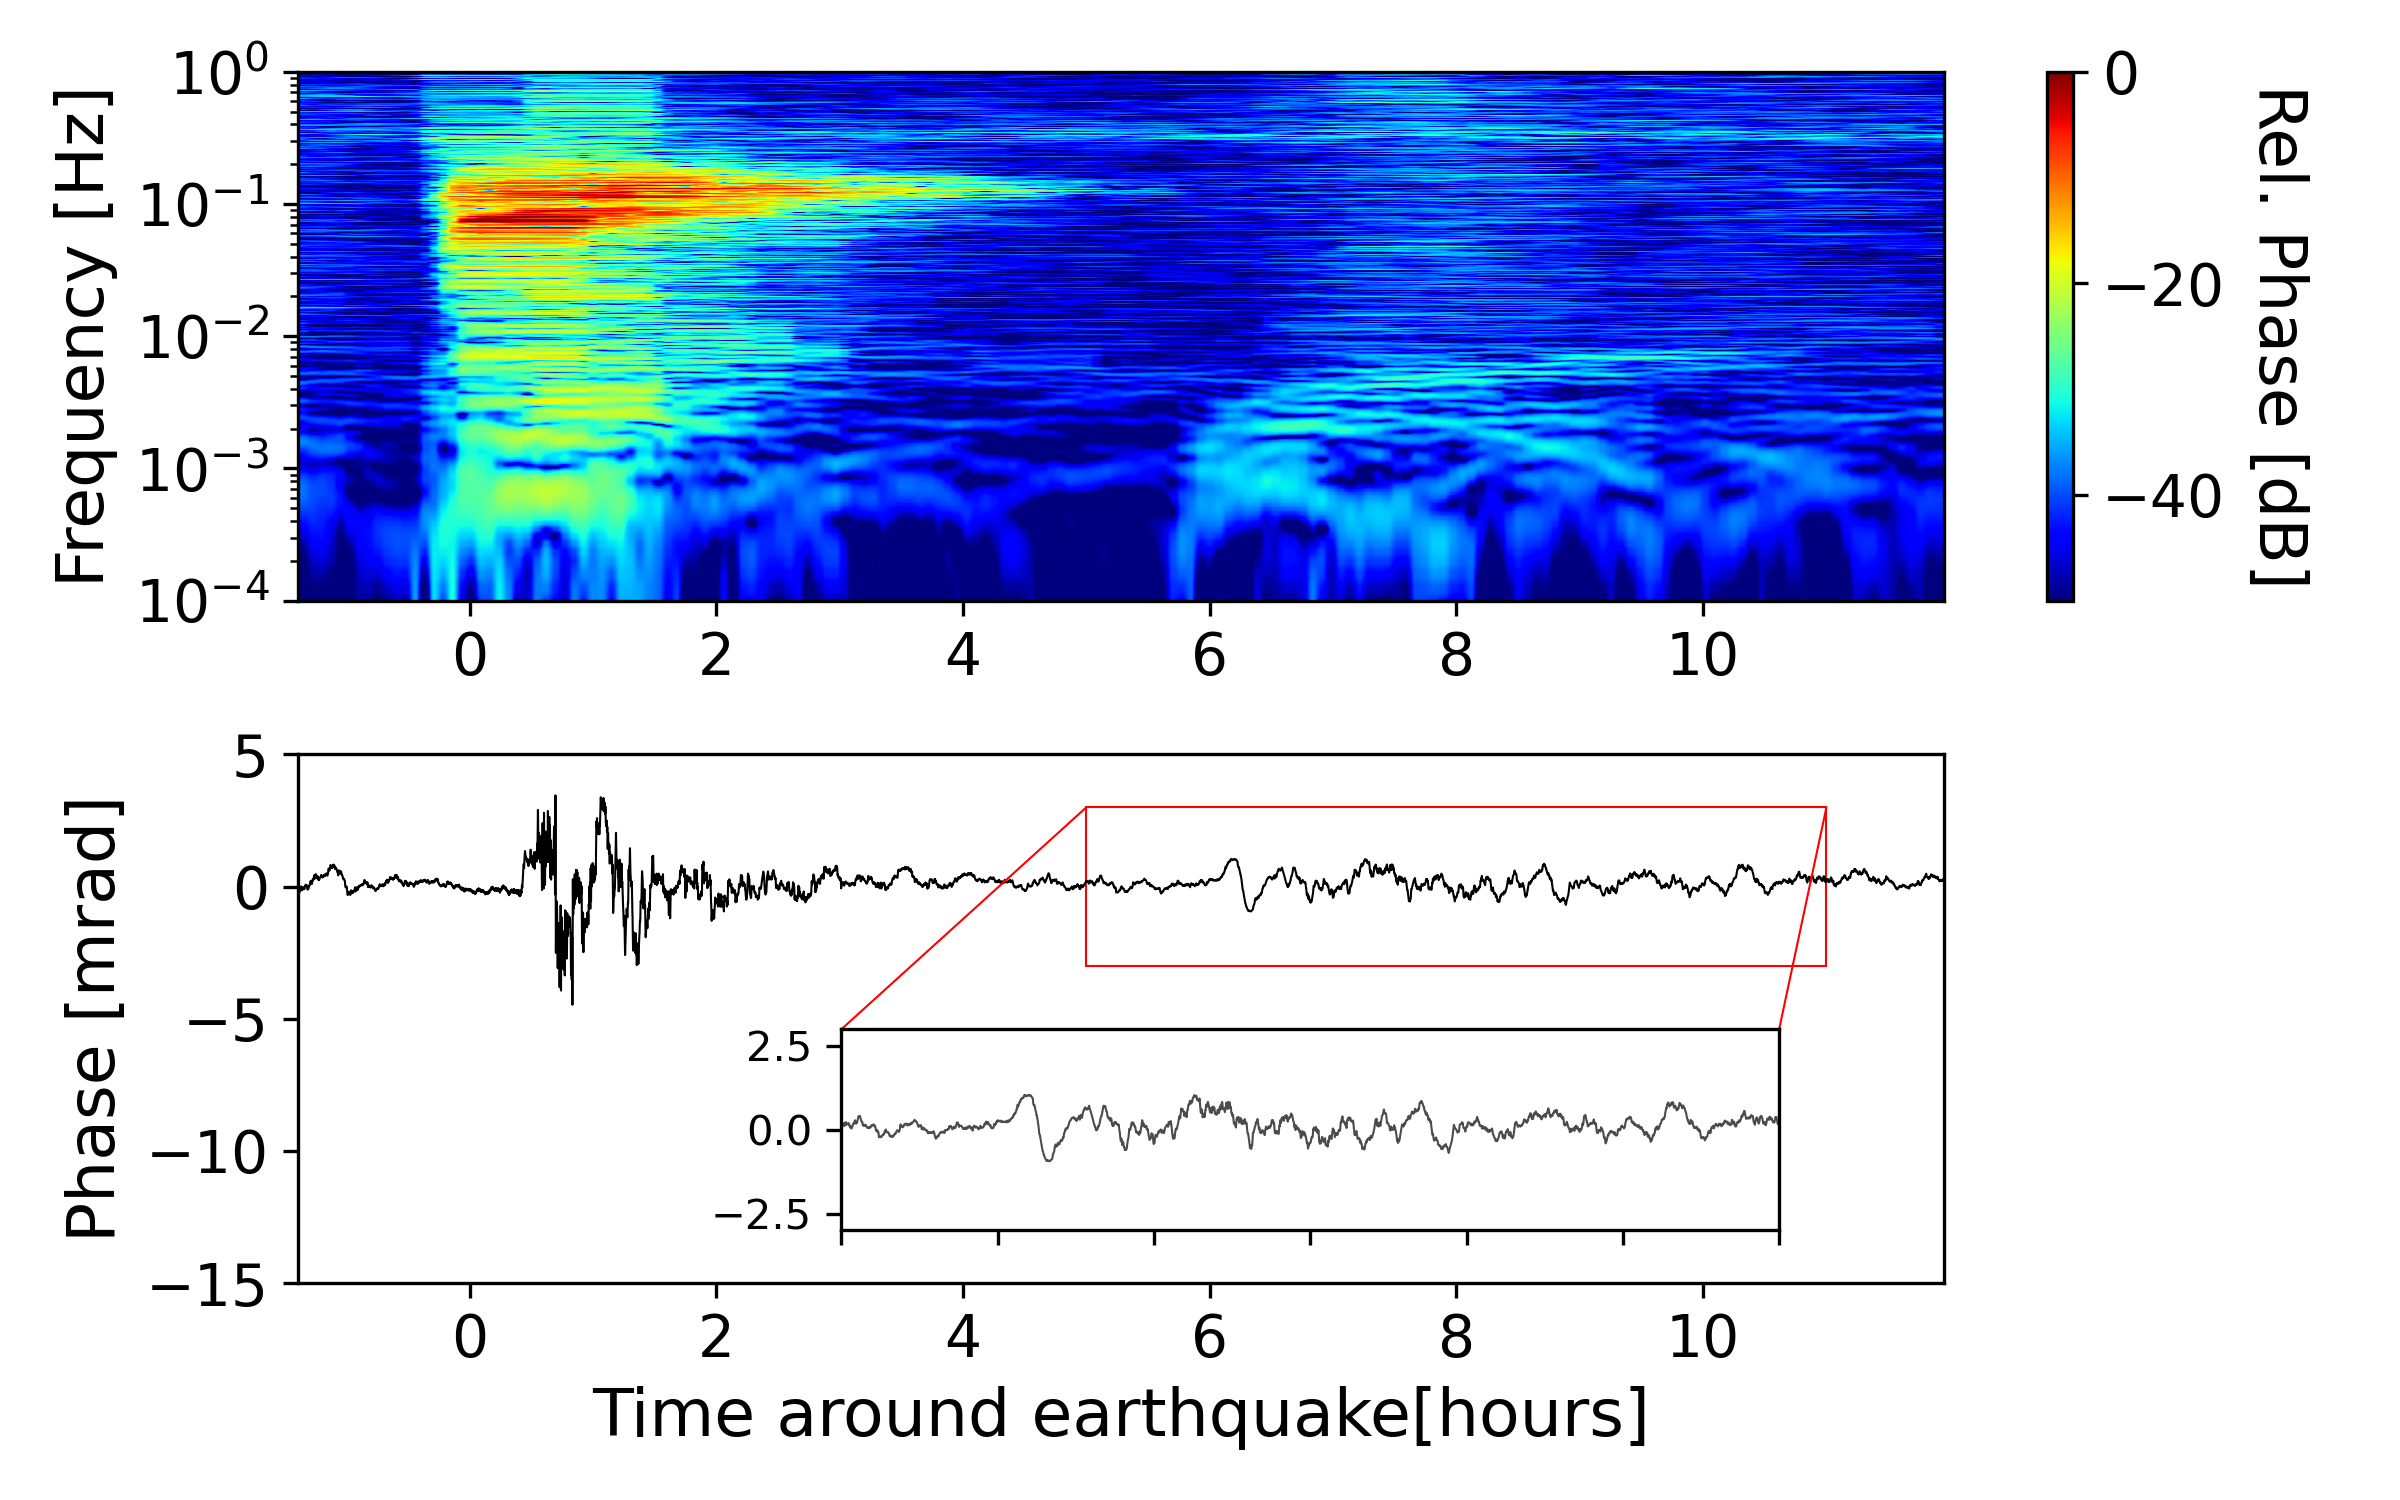 Frequency [Hz]
10⁰
10⁻¹
10⁻²
10⁻³
10⁻⁴
0 2 4 6 8 10
0
−20
−40
Rel. Phase [dB]
Phase [mrad]
5
0
−5
−10
−15
2.5
0.0
−2.5
0 2 4 6 8 10
Time around earthquake[hours]